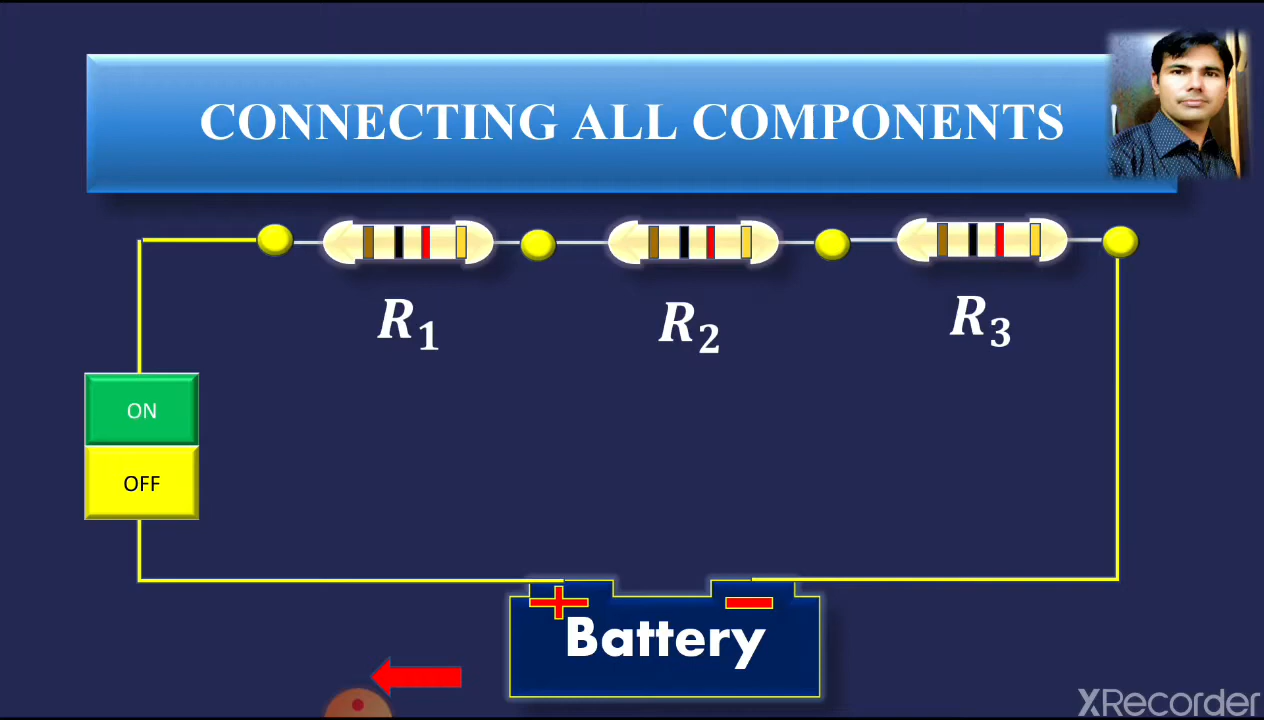 CONNECTING ALL COMPONENTS
R1
R2
R3
ON
OFF
Battery
XRecorder